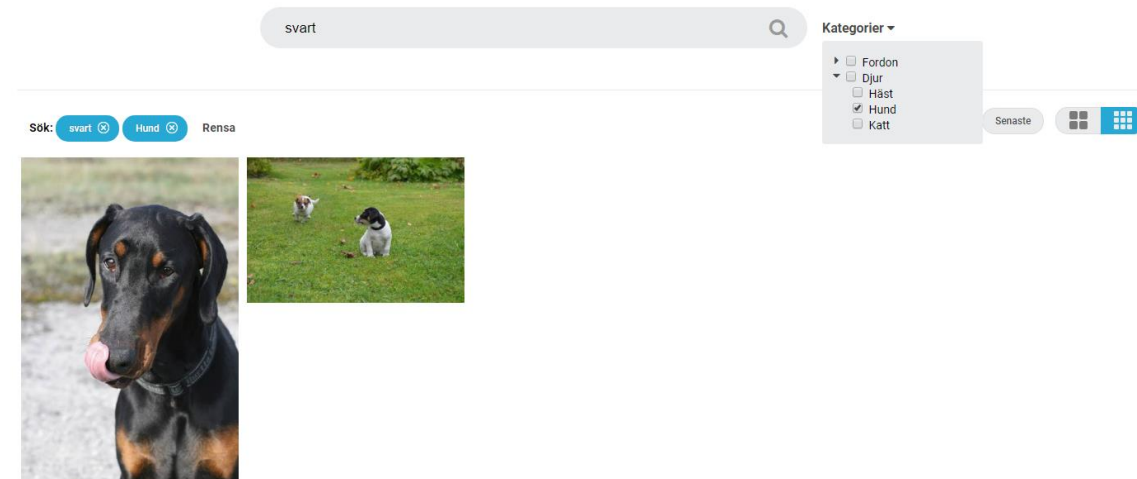 svart
Kategorier
Fordon
Djur
Häst
Hund
Katt
Sök: svart Hund Rensa
Senaste